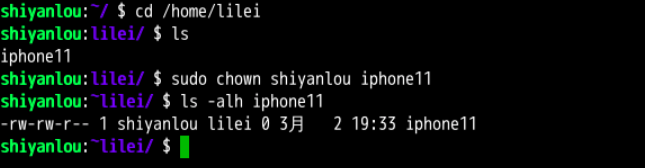 shiyanlou:~/ $ cd /home/lilei
shiyanlou:lilei/ $ ls
iphone11
shiyanlou:lilei/ $ sudo chown shiyanlou iphone11
shiyanlou:~lilei/ $ ls -alh iphone11
-rw-rw-r-- 1 shiyanlou lilei 0 3月   2 19:33 iphone11
shiyanlou:~lilei/ $